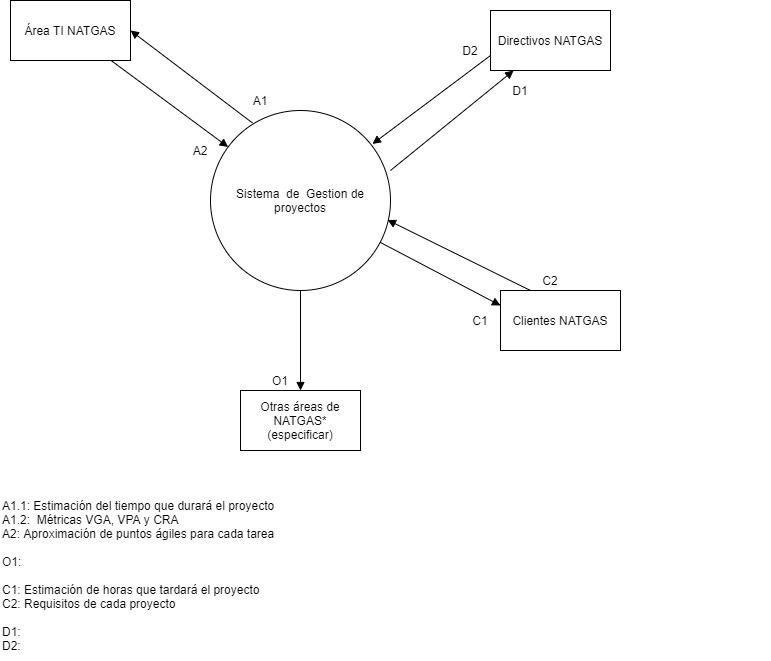 Área TI NATGAS
Directivos NATGAS
D2
D1
A1
A2
Sistema de Gestion de
proyectos
C2
C1
Clientes NATGAS
O1
Otras áreas de
NATGAS*
(especificar)
A1.1: Estimación del tiempo que durará el proyecto
A1.2: Métricas VGA, VPA y CRA
A2: Aproximación de puntos ágiles para cada tarea
O1:
C1: Estimación de horas que tardará el proyecto
C2: Requisitos de cada proyecto
D1:
D2: